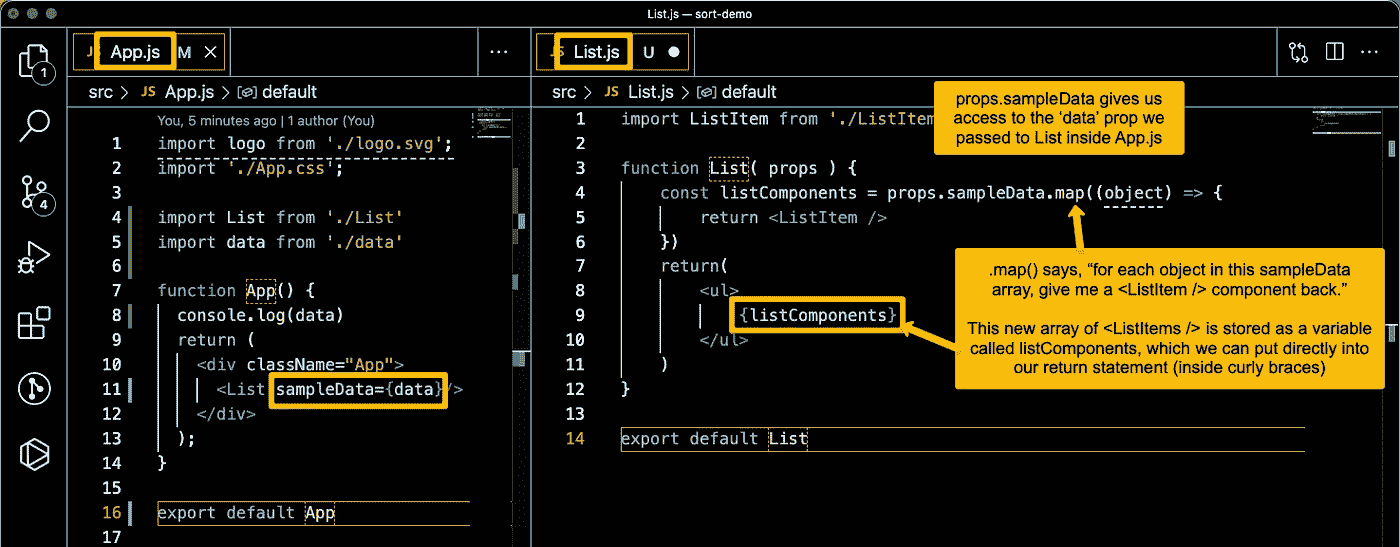 List.js — sort-demo
JS App.js M ×
JS List.js U ●
src > JS App.js > default
src > JS List.js > default
1
4
You, 5 minutes ago | 1 author (You)
1 import logo from './logo.svg';
2 import './App.css';
3
4 import List from './List'
5 import data from './data'
6
7 function App() {
8 console.log(data)
9 return (
10 <div className="App">
11 <List sampleData={data}/>
12 </div>
13 );
14 }
15
16 export default App
17
1 import ListItem from './ListItem
2
3 function List( props ) {
4 const listComponents = props.sampleData.map((object) => {
5 return <ListItem />
6 })
7 return(
8 <ul>
9 {listComponents}
10 </ul>
11 )
12 }
13
14 export default List
props.sampleData gives us
access to the ‘data’ prop we
passed to List inside App.js
.map() says, “for each object in this sampleData
array, give me a <ListItem /> component back.”
This new array of <ListItems /> is stored as a variable
called listComponents, which we can put directly into
our return statement (inside curly braces)